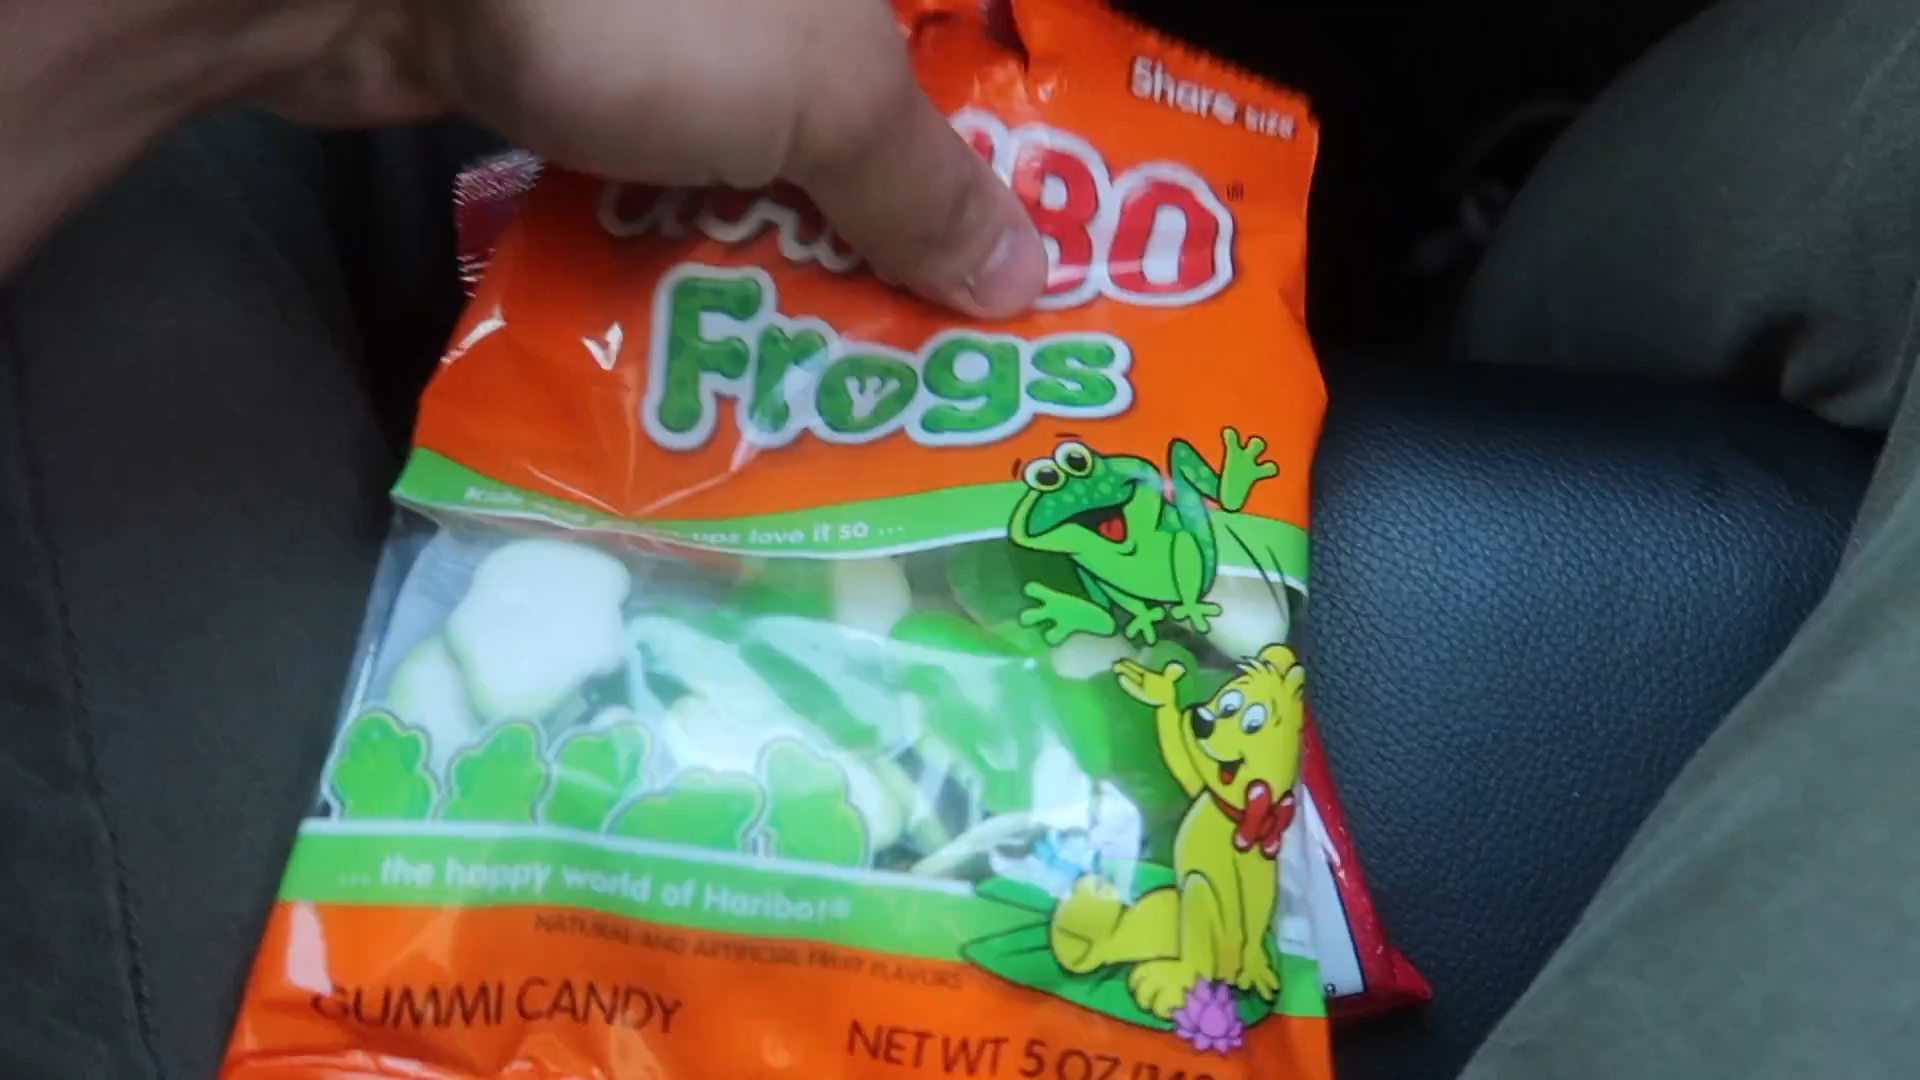 Share size
Frogs
love it so ...
... the happy world of Haribo!®
NATURAL AND ARTIFICIAL FRUIT FLAVORS
GUMMI CANDY
NET WT 5 OZ